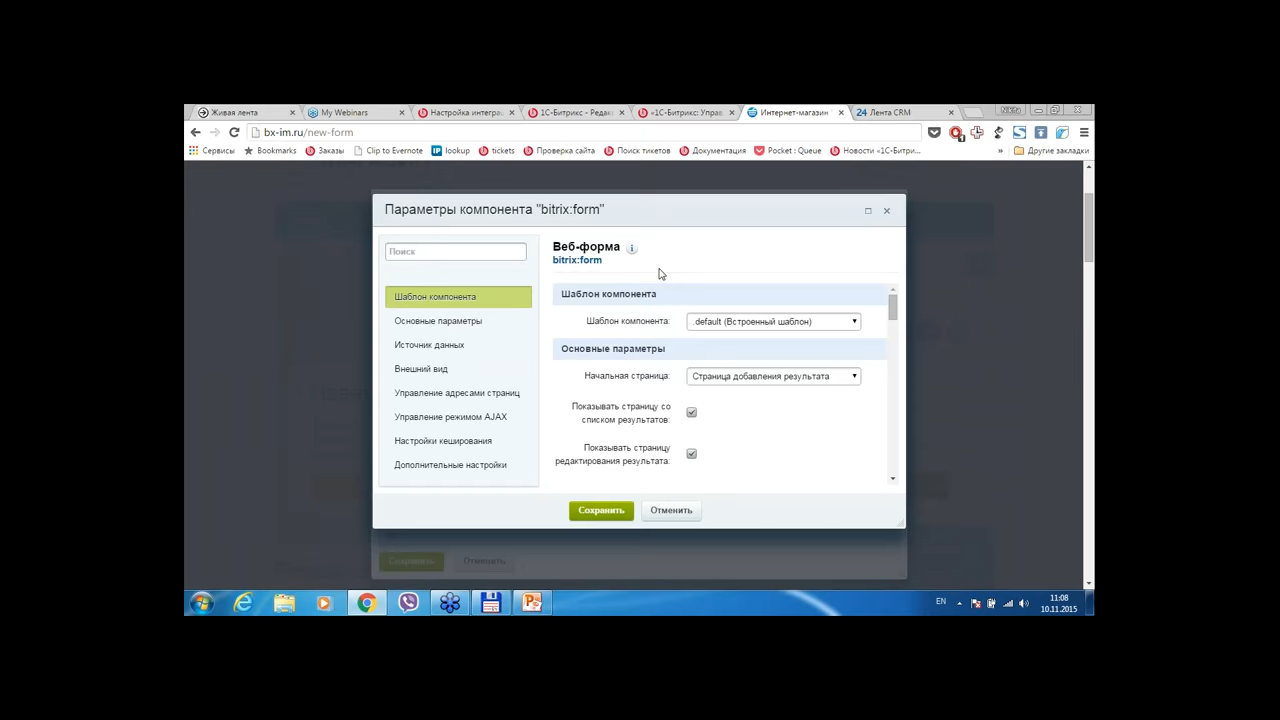 Живая лента
My Webinars
Настройка интегра
1С-Битрикс - Редак
«1С-Битрикс: Управ
Интернет-магазин
24 Лента CRM
Nikita
bx-im.ru/new-form
Сервисы
Bookmarks
Заказы
Clip to Evernote
IP lookup
tickets
Проверка сайта
Поиск тикетов
Документация
Pocket : Queue
Новости «1С-Битри...
»
Другие закладки
Параметры компонента "bitrix:form"
Поиск
Шаблон компонента
Основные параметры
Источник данных
Внешний вид
Управление адресами страниц
Управление режимом AJAX
Настройки кеширования
Дополнительные настройки
Веб-форма
bitrix:form
Шаблон компонента
Шаблон компонента:
.default (Встроенный шаблон)
Основные параметры
Начальная страница:
Страница добавления результата
Показывать страницу со
списком результатов:
Показывать страницу
редактирования результата:
Сохранить
Отменить
Сохранить
Отменить
EN
11:08
10.11.2015